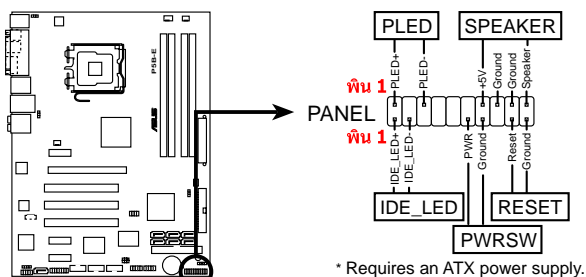 PLED
SPEAKER
PLED+
PLED-
+5V
Ground
Ground
Speaker
พิน 1
PANEL
พิน 1
IDE_LED+
IDE_LED-
PWR
Ground
Reset
Ground
IDE_LED
RESET
PWRSW
* Requires an ATX power supply.
P5B-E
ASUS